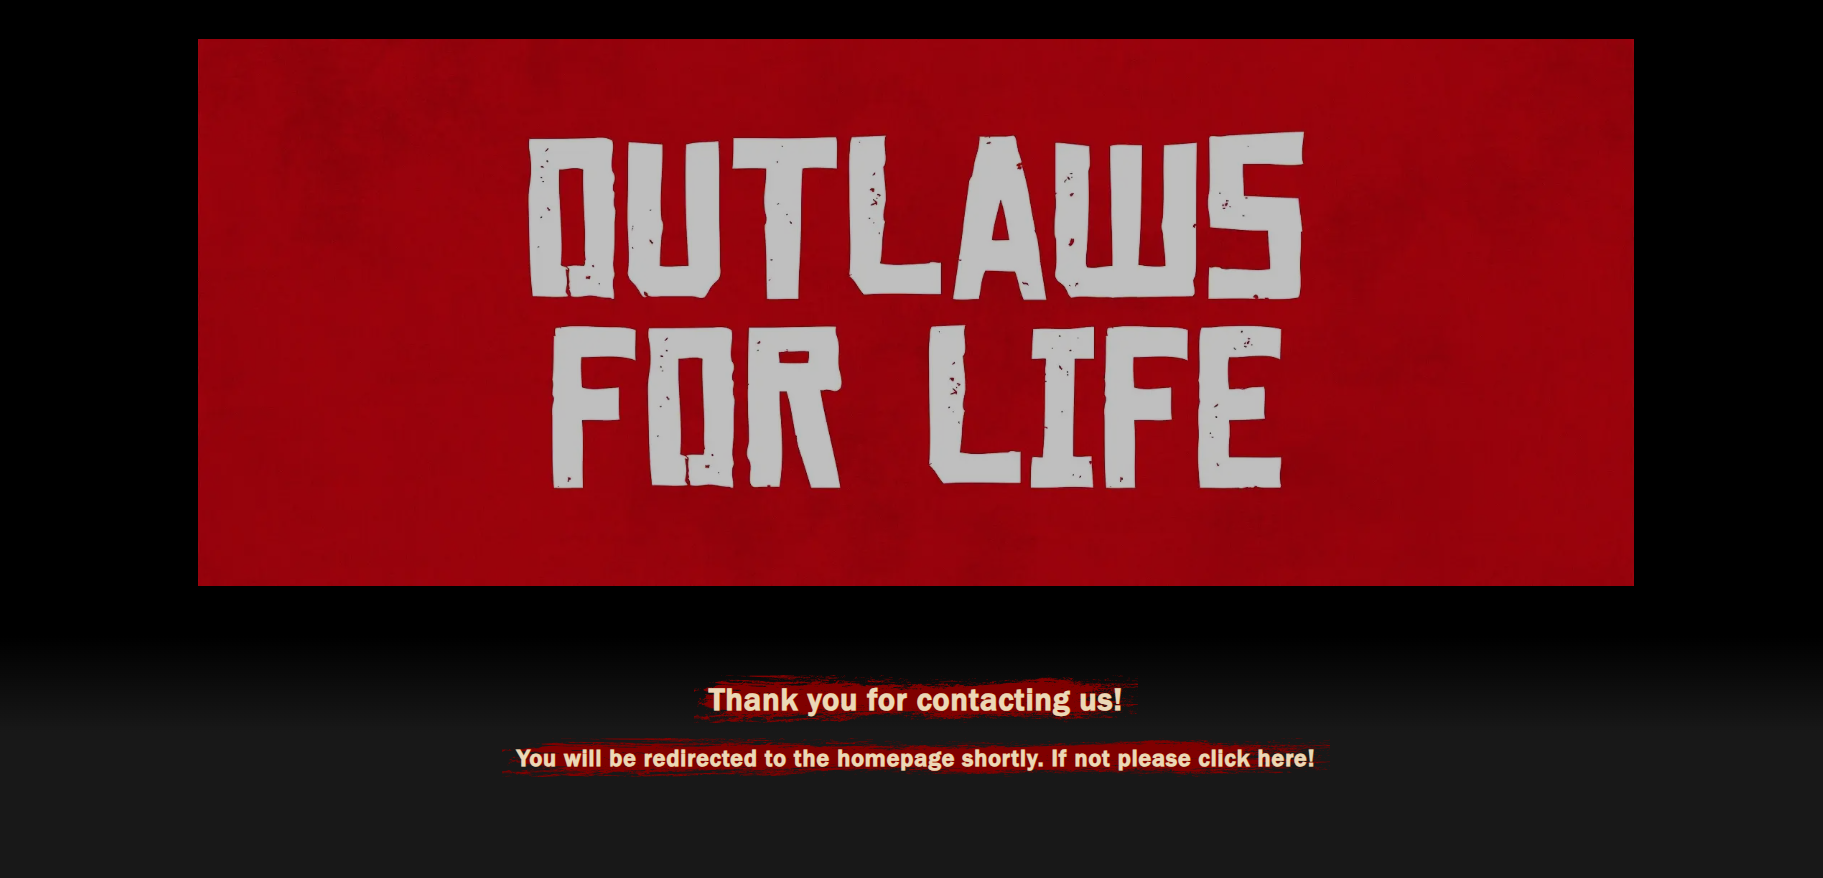 OUTLAWS
FOR LIFE
Thank you for contacting us!
You will be redirected to the homepage shortly. If not please click here!